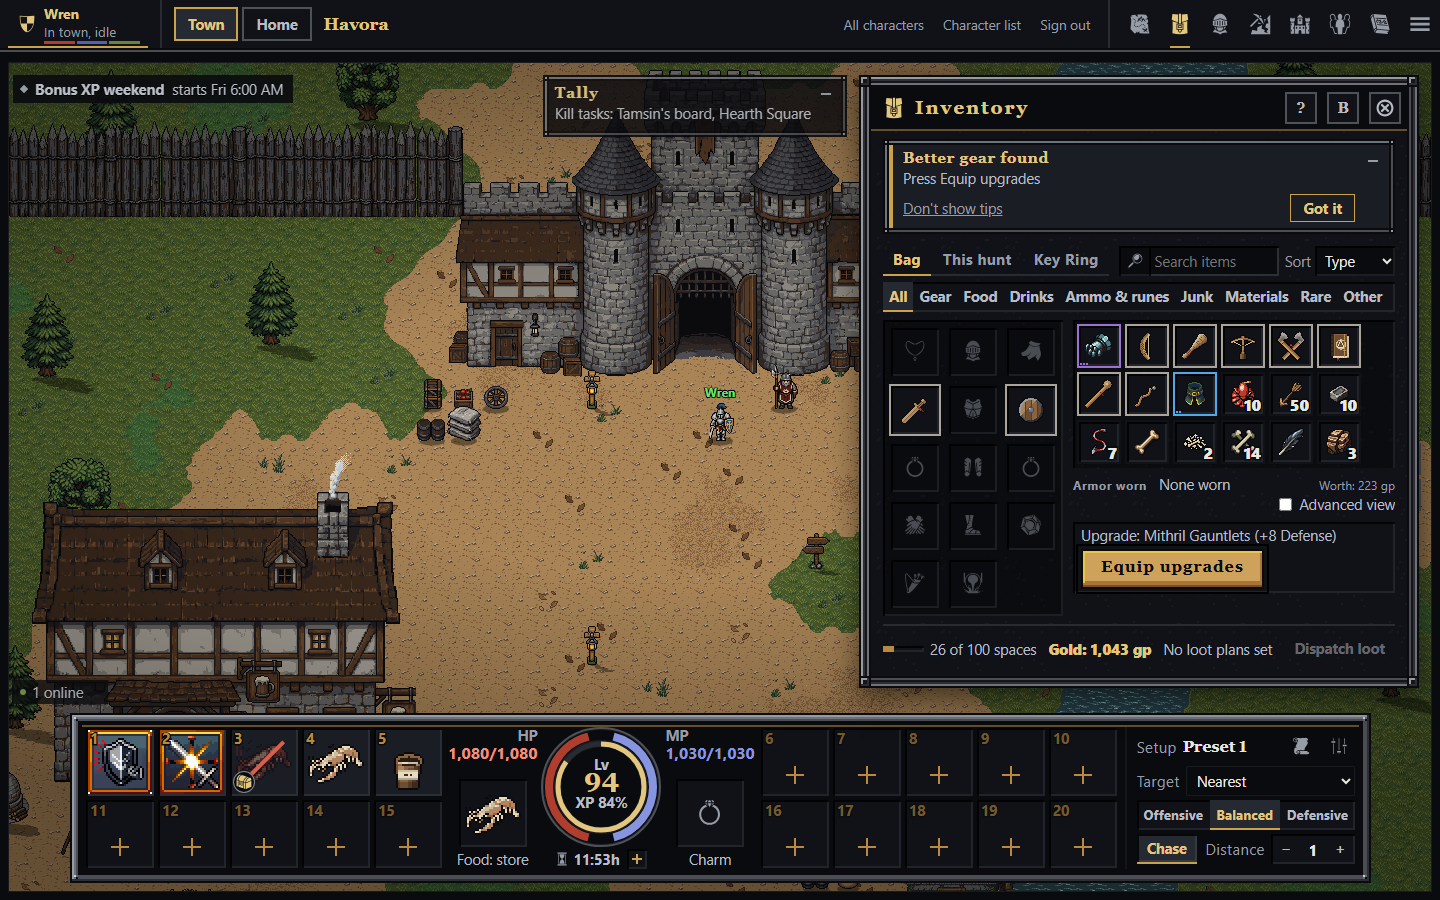 Wren
In town, idle
Town
Home
Havora
All characters
Character list
Sign out
Bonus XP weekend starts Fri 6:00 AM
Tally
Kill tasks: Tamsin's board, Hearth Square
Inventory
?
B
Better gear found
Press Equip upgrades
Don't show tips
Got it
Bag
This hunt
Key Ring
Search items
Sort
Type
All
Gear
Food
Drinks
Ammo & runes
Junk
Materials
Rare
Other
10
50
10
7
2
14
3
Armor worn
None worn
Worth: 223 gp
Advanced view
Upgrade: Mithril Gauntlets (+8 Defense)
Equip upgrades
26 of 100 spaces
Gold: 1,043 gp
No loot plans set
Dispatch loot
Wren
1 online
1
2
3
4
5
11
12
13
14
15
HP
1,080/1,080
Food: store
Lv
94
XP 84%
11:53h
+
MP
1,030/1,030
Charm
6
7
8
9
10
16
17
18
19
20
Setup
Preset 1
Target
Nearest
Offensive
Balanced
Defensive
Chase
Distance
− 1 +